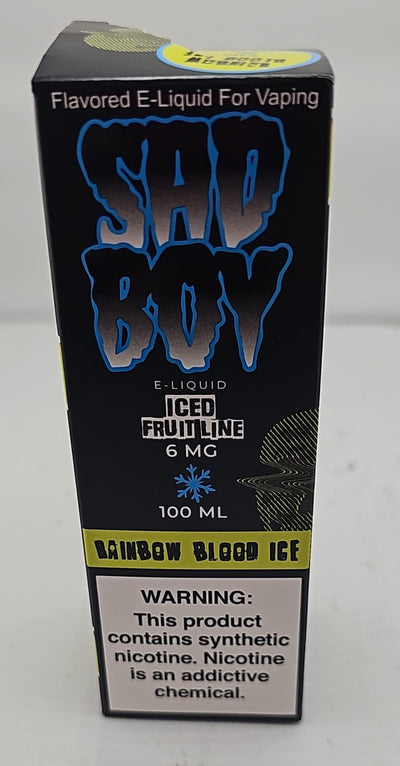 Flavored E-Liquid For Vaping
SAD
BOY
E-LIQUID
ICED
FRUIT LINE
6 MG
100 ML
RAINBOW BLOOD ICE
WARNING:
This product
contains synthetic
nicotine. Nicotine
is an addictive
chemical.